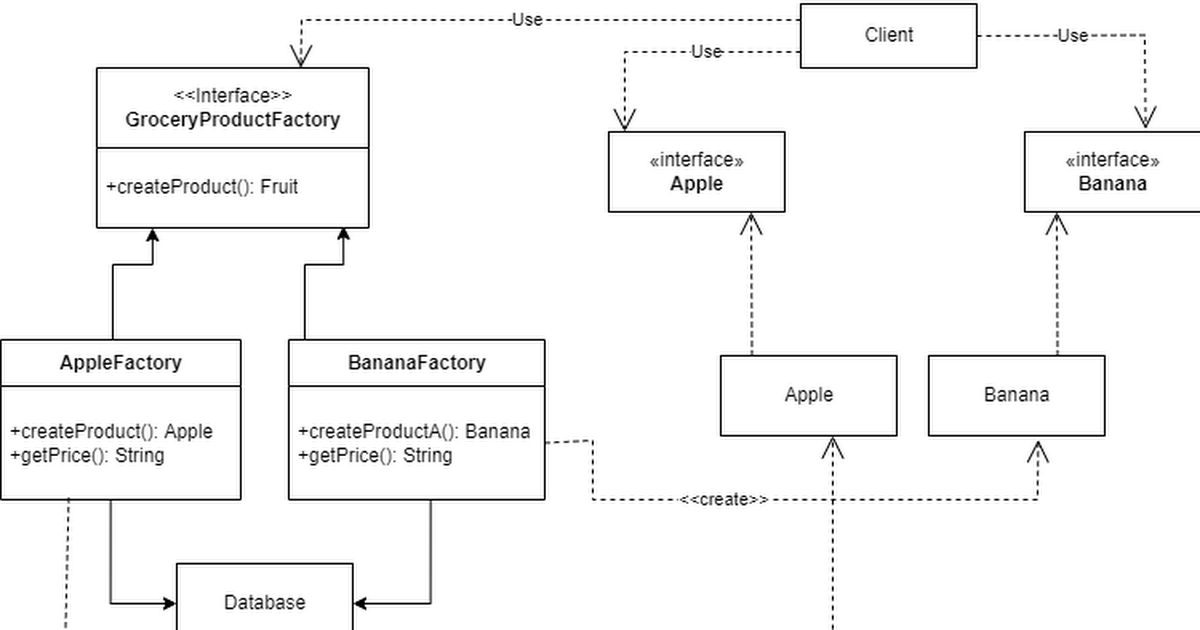 Use
Client
Use
Use
<<Interface>>
GroceryProductFactory
+createProduct(): Fruit
«interface»
Apple
«interface»
Banana
AppleFactory
+createProduct(): Apple
+getPrice(): String
BananaFactory
+createProductA(): Banana
+getPrice(): String
Apple
Banana
<<create>>
Database